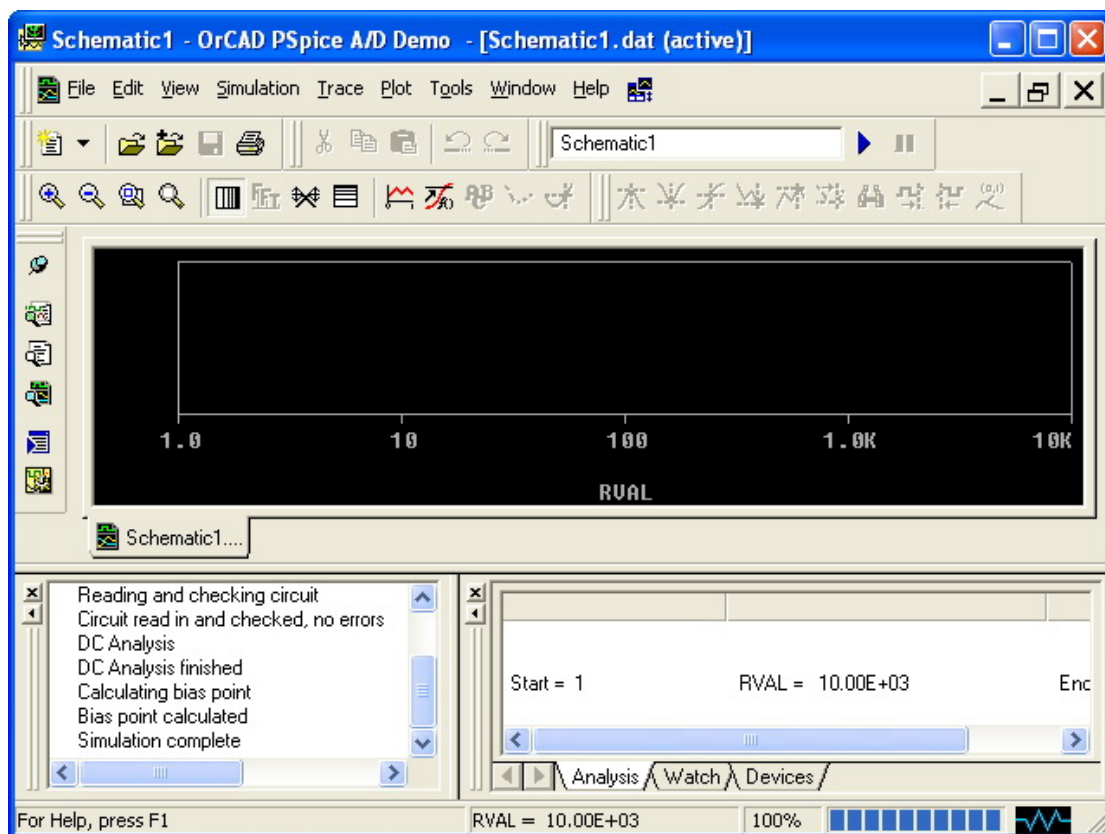 Schematic1 - OrCAD PSpice A/D Demo - [Schematic1.dat (active)]
File Edit View Simulation Trace Plot Tools Window Help
Schematic1
FFT
1.0 10 100 1.0K 10K
RVAL
Schematic1....
Reading and checking circuit
Circuit read in and checked, no errors
DC Analysis
DC Analysis finished
Calculating bias point
Bias point calculated
Simulation complete
Start = 1 RVAL = 10.00E+03 Enc
Analysis Watch Devices
For Help, press F1 RVAL = 10.00E+03 100%